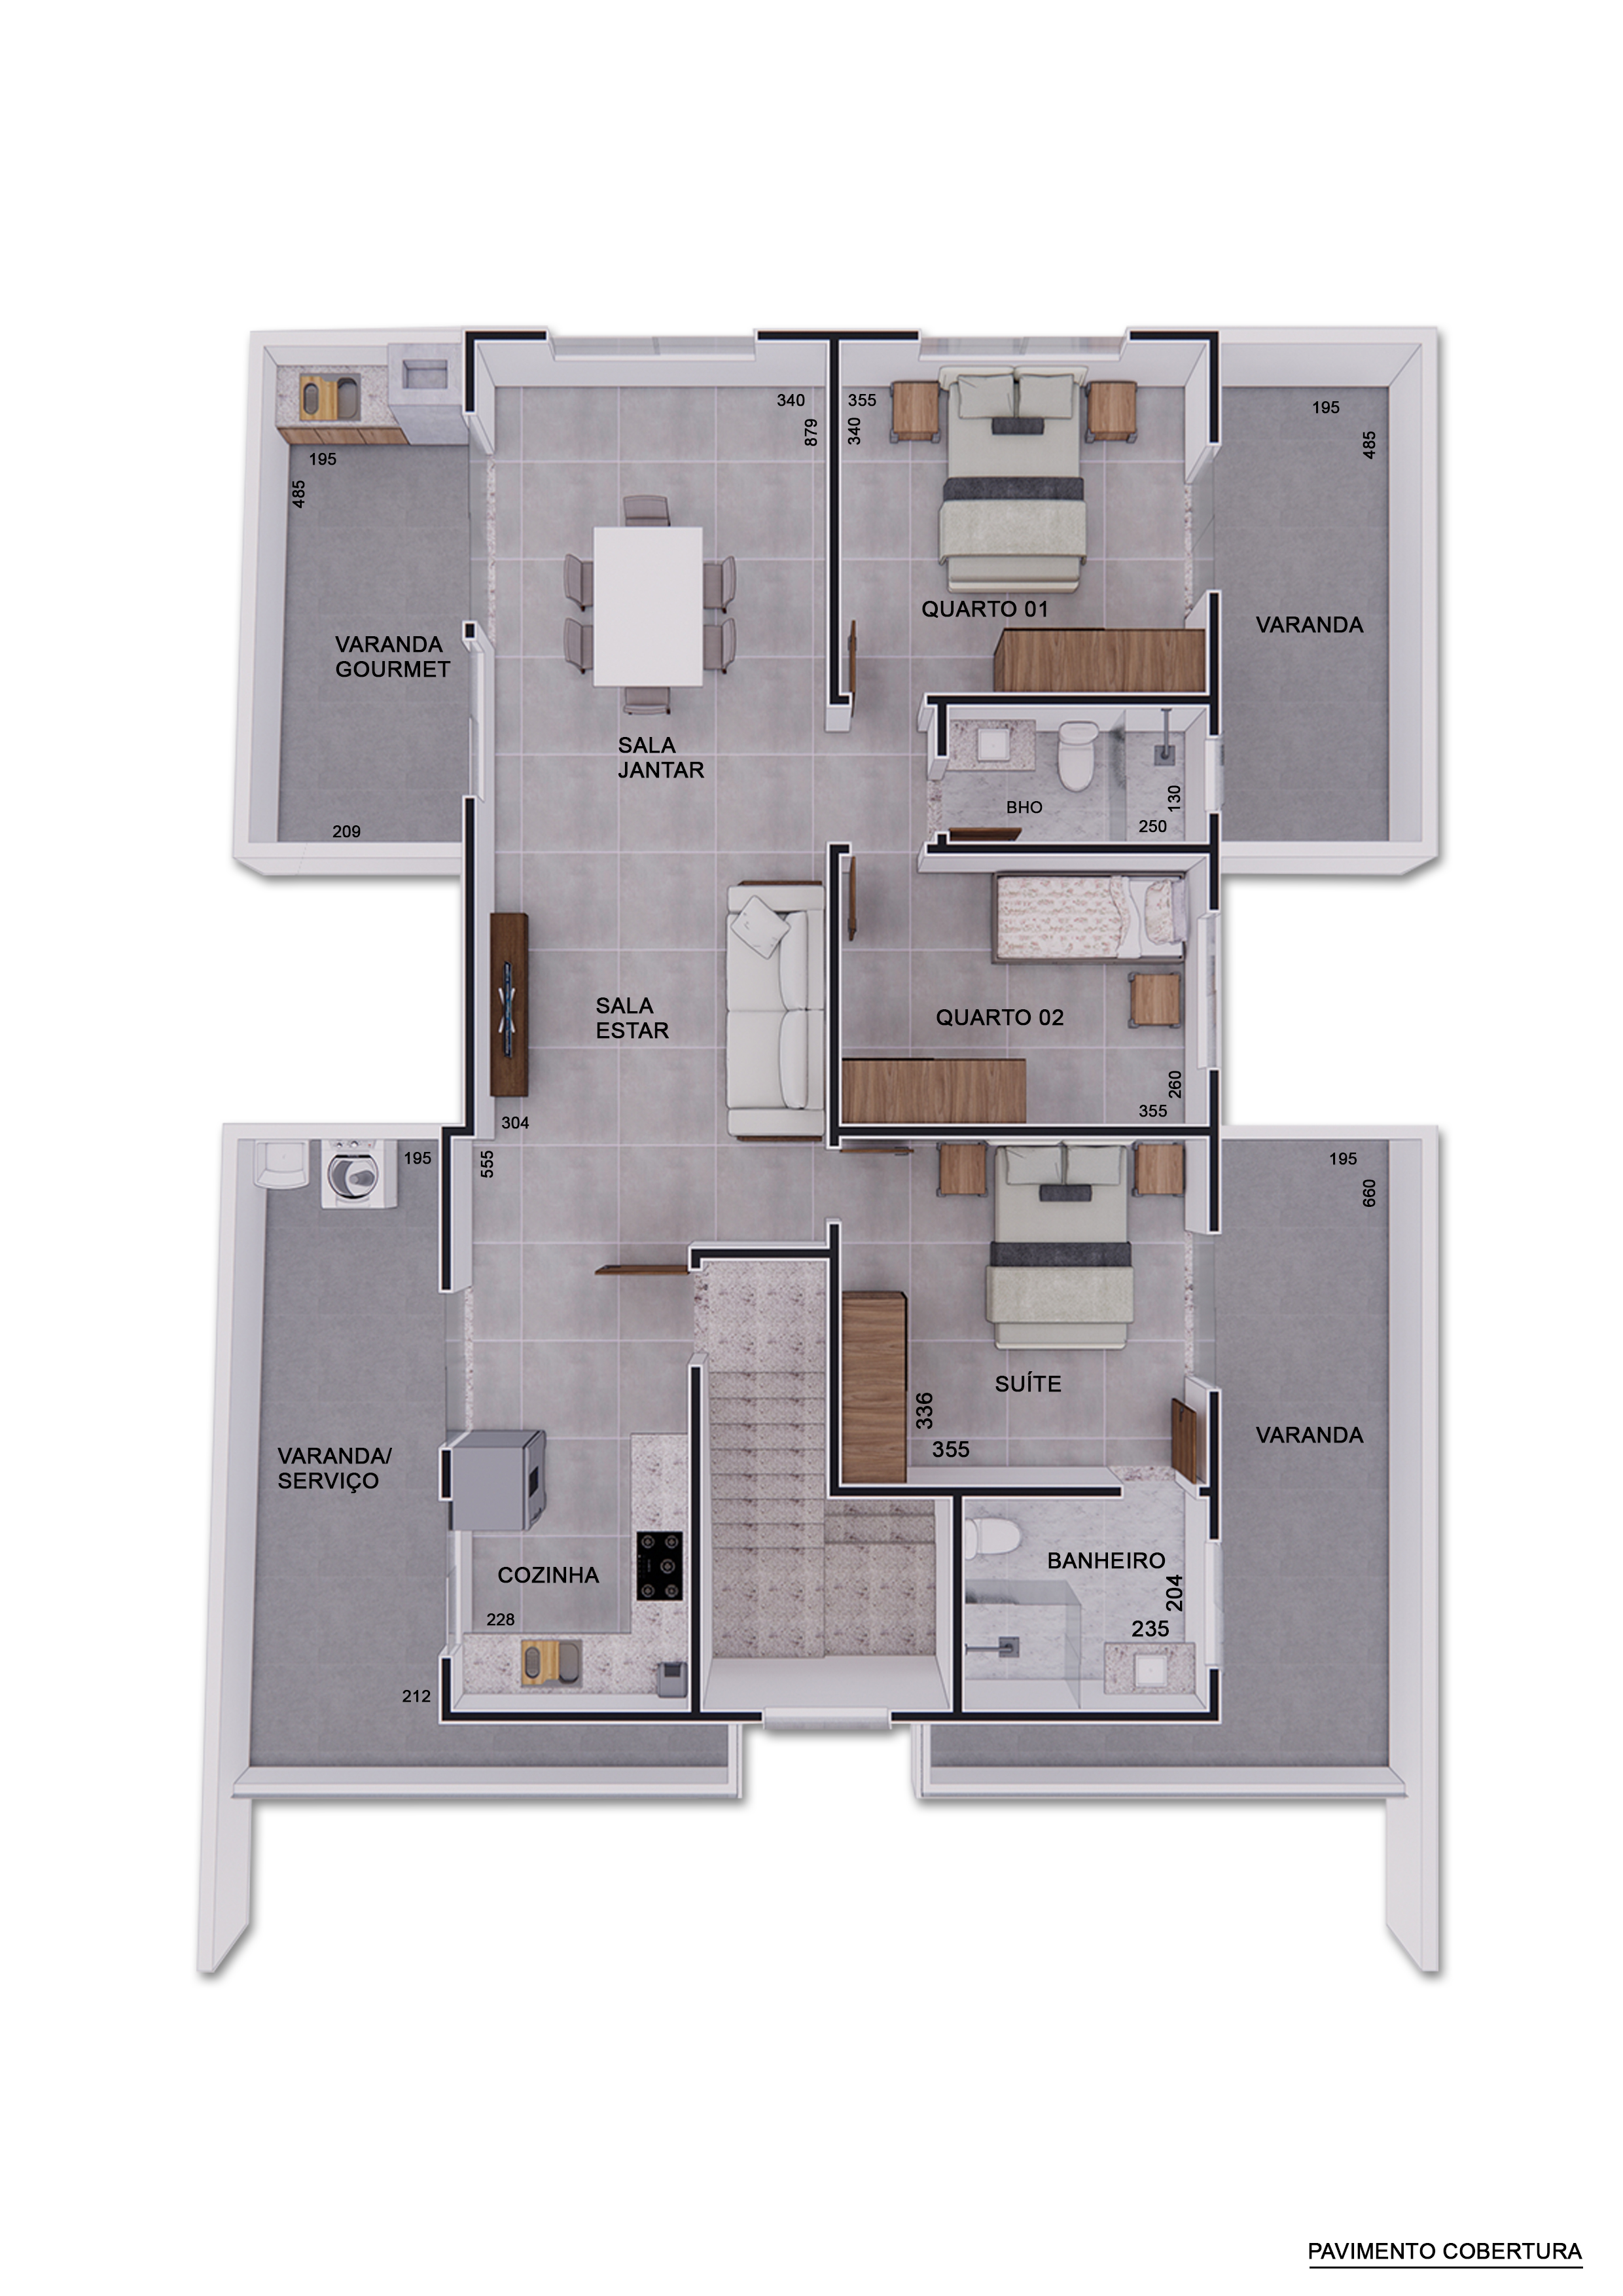 340
879
355
340
195
485
195
485
QUARTO 01
VARANDA
VARANDA
GOURMET
SALA
JANTAR
BHO
130
250
209
SALA
ESTAR
QUARTO 02
260
355
304
555
195
195
660
SUÍTE
336
355
VARANDA
VARANDA/
SERVIÇO
COZINHA
228
BANHEIRO
204
235
212
PAVIMENTO COBERTURA